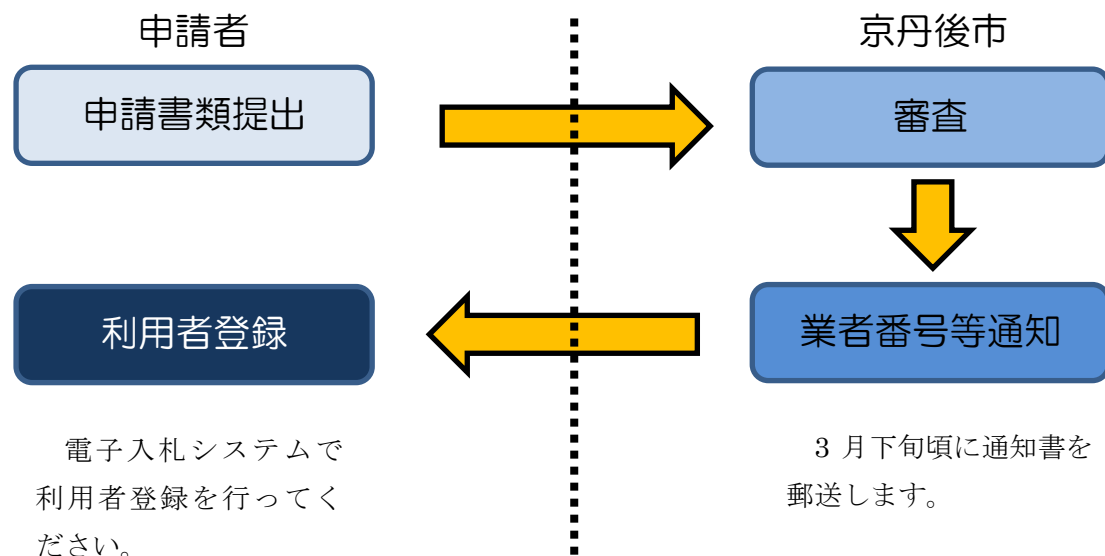 申請者
京丹後市
申請書類提出
審査
利用者登録
業者番号等通知
電子入札システムで
利用者登録を行ってく
ださい。
3 月下旬頃に通知書を
郵送します。